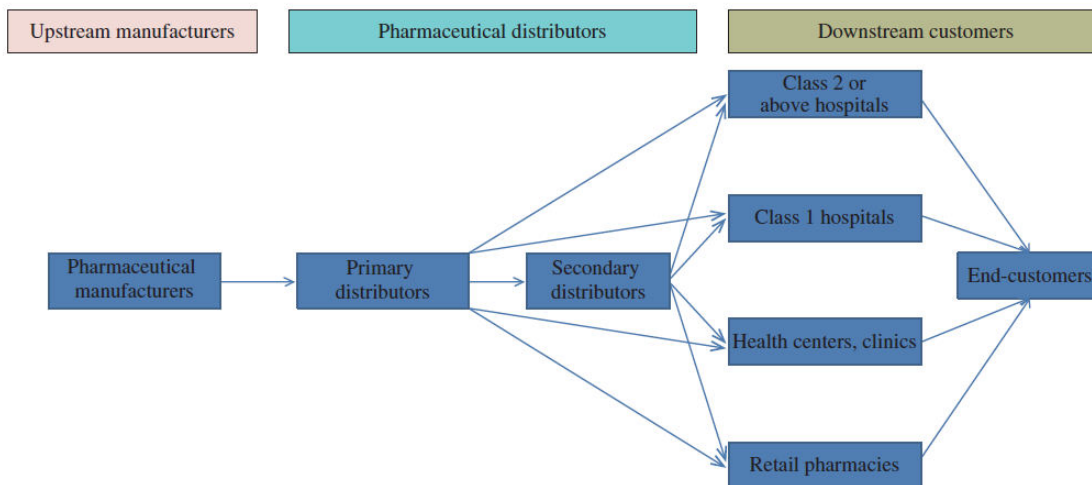 Upstream manufacturers
Pharmaceutical distributors
Downstream customers
Class 2 or
above hospitals
Class 1 hospitals
Pharmaceutical
manufacturers
Primary
distributors
Secondary
distributors
End-customers
Health centers, clinics
Retail pharmacies